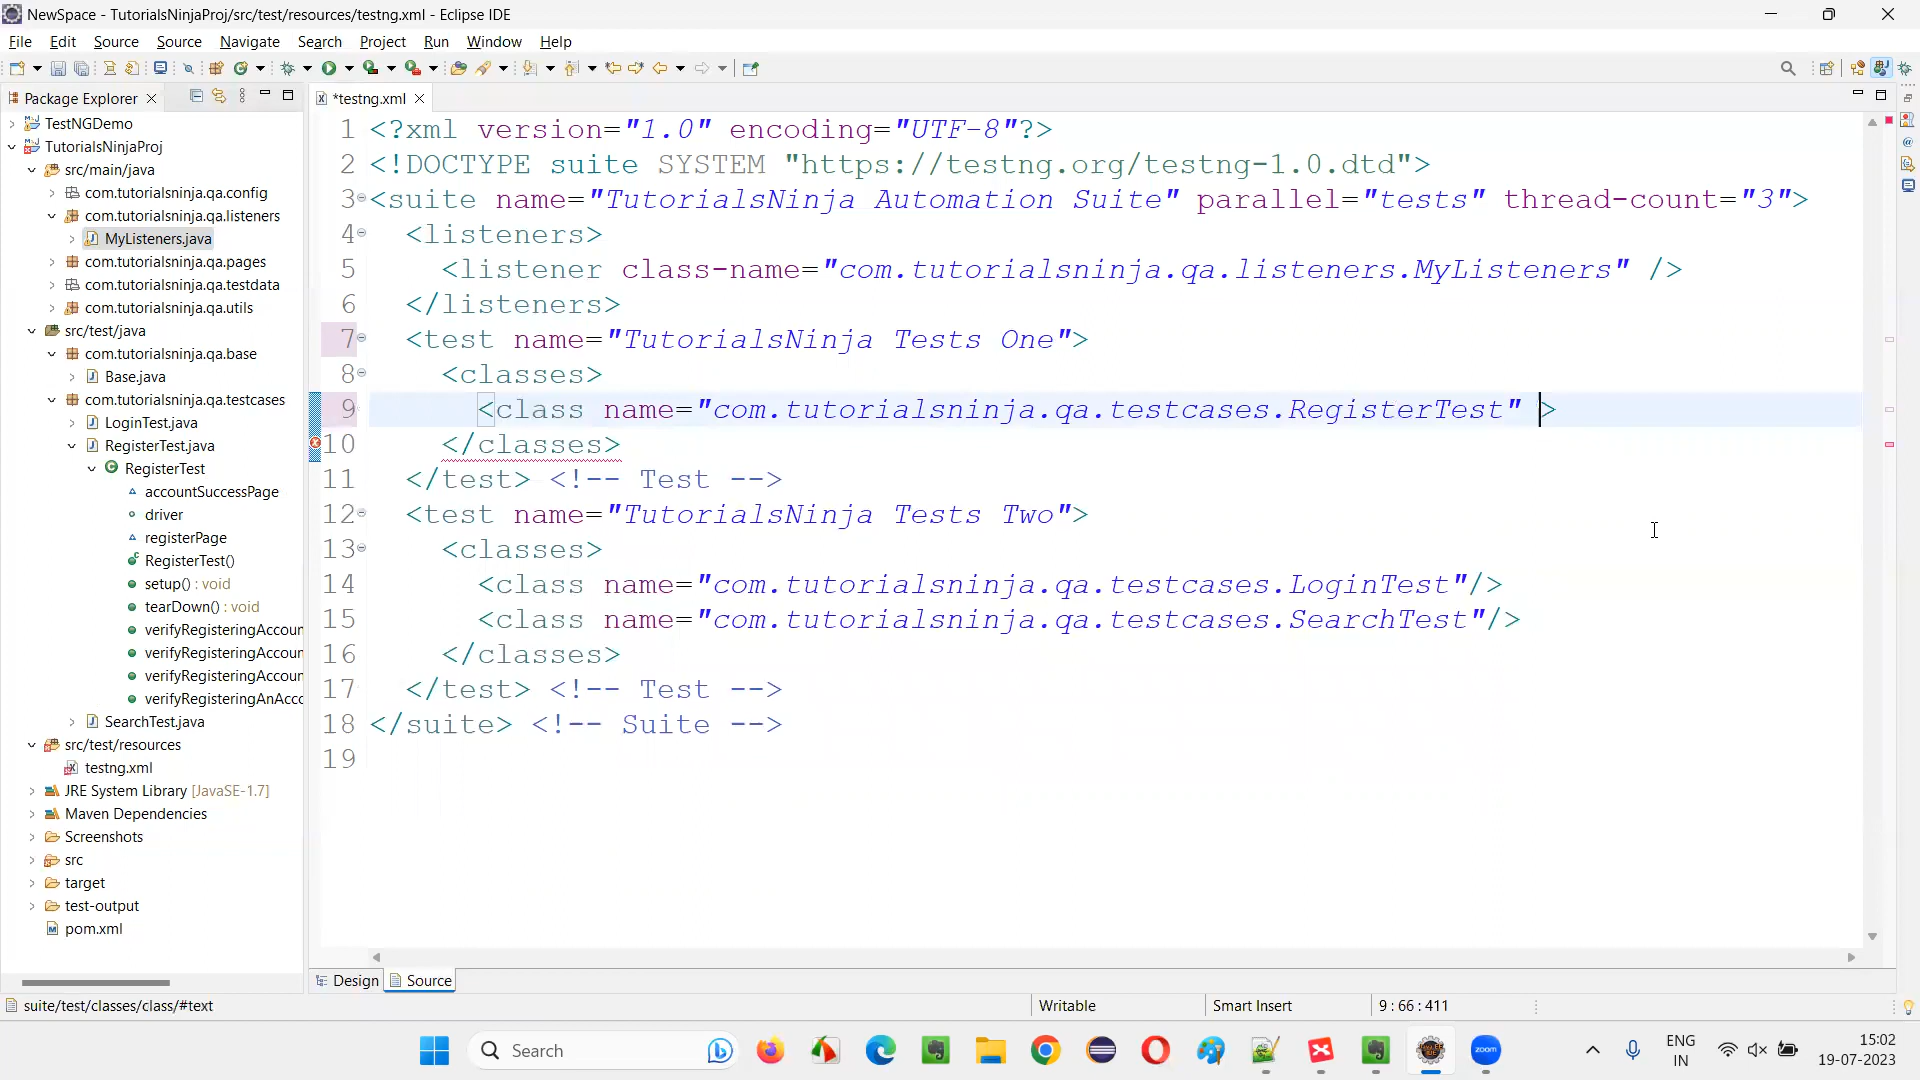 NewSpace - TutorialsNinjaProj/src/test/resources/testng.xml - Eclipse IDE
File Edit Source Source Navigate Search Project Run Window Help
Package Explorer
*testng.xml
TestNGDemo
TutorialsNinjaProj
src/main/java
com.tutorialsninja.qa.config
com.tutorialsninja.qa.listeners
MyListeners.java
com.tutorialsninja.qa.pages
com.tutorialsninja.qa.testdata
com.tutorialsninja.qa.utils
src/test/java
com.tutorialsninja.qa.base
Base.java
com.tutorialsninja.qa.testcases
LoginTest.java
RegisterTest.java
RegisterTest
accountSuccessPage
driver
registerPage
RegisterTest()
setup() : void
tearDown() : void
verifyRegisteringAccoun
verifyRegisteringAccoun
verifyRegisteringAccoun
verifyRegisteringAnAcco
SearchTest.java
src/test/resources
testng.xml
JRE System Library [JavaSE-1.7]
Maven Dependencies
Screenshots
src
target
test-output
pom.xml
1 <?xml version="1.0" encoding="UTF-8"?>
2 <!DOCTYPE suite SYSTEM "https://testng.org/testng-1.0.dtd">
3 <suite name="TutorialsNinja Automation Suite" parallel="tests" thread-count="3">
4 <listeners>
5 <listener class-name="com.tutorialsninja.qa.listeners.MyListeners" />
6 </listeners>
7 <test name="TutorialsNinja Tests One">
8 <classes>
9 <class name="com.tutorialsninja.qa.testcases.RegisterTest" >
10 </classes>
11 </test> <!-- Test -->
12 <test name="TutorialsNinja Tests Two">
13 <classes>
14 <class name="com.tutorialsninja.qa.testcases.LoginTest"/>
15 <class name="com.tutorialsninja.qa.testcases.SearchTest"/>
16 </classes>
17 </test> <!-- Test -->
18 </suite> <!-- Suite -->
19
Design Source
suite/test/classes/class/#text
Writable
Smart Insert
9 : 66 : 411
Search
zoom
ENG
IN
15:02
19-07-2023